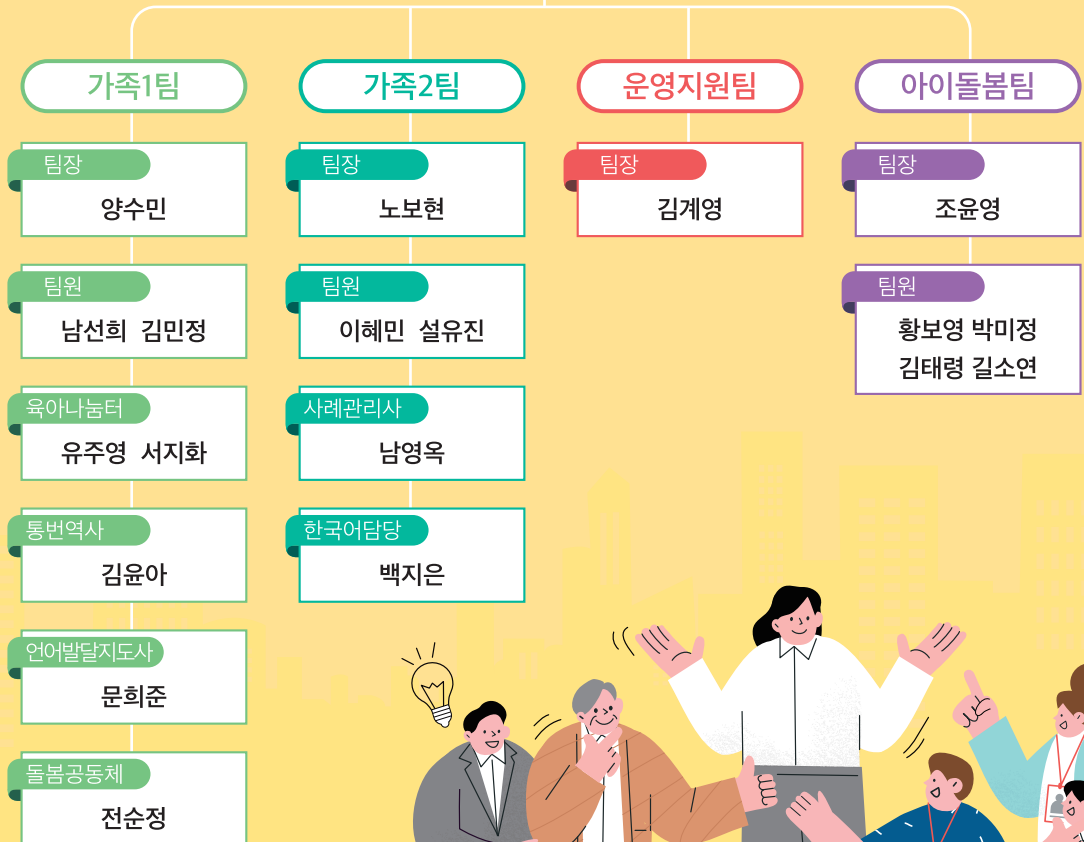 가족1팀
팀장
양수민
팀원
남선희 김민정
육아나눔터
유주영 서지화
통번역사
김윤아
언어발달지도사
문희준
돌봄공동체
전순정
가족2팀
팀장
노보현
팀원
이혜민 설유진
사례관리사
남영옥
한국어담당
백지은
운영지원팀
팀장
김계영
아이돌봄팀
팀장
조윤영
팀원
황보영 박미정
김태령 길소연